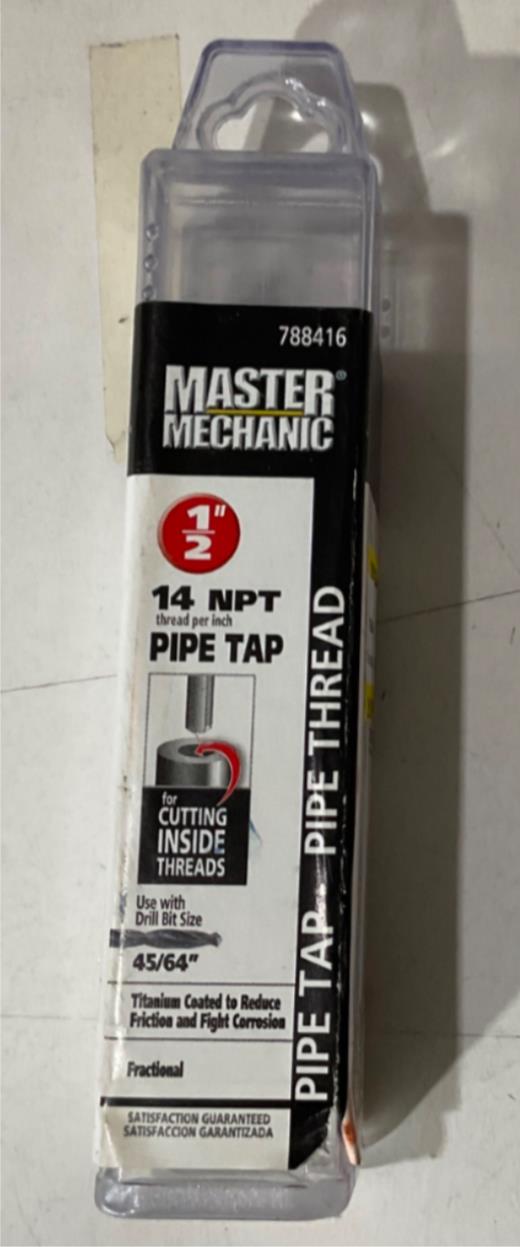 788416
MASTER®
MECHANIC
1/2"
14 NPT
thread per inch
PIPE TAP
for
CUTTING
INSIDE
THREADS
Use with
Drill Bit Size
45/64"
Titanium Coated to Reduce
Friction and Fight Corrosion
Fractional
SATISFACTION GUARANTEED
SATISFACCION GARANTIZADA
PIPE TAP - PIPE THREAD